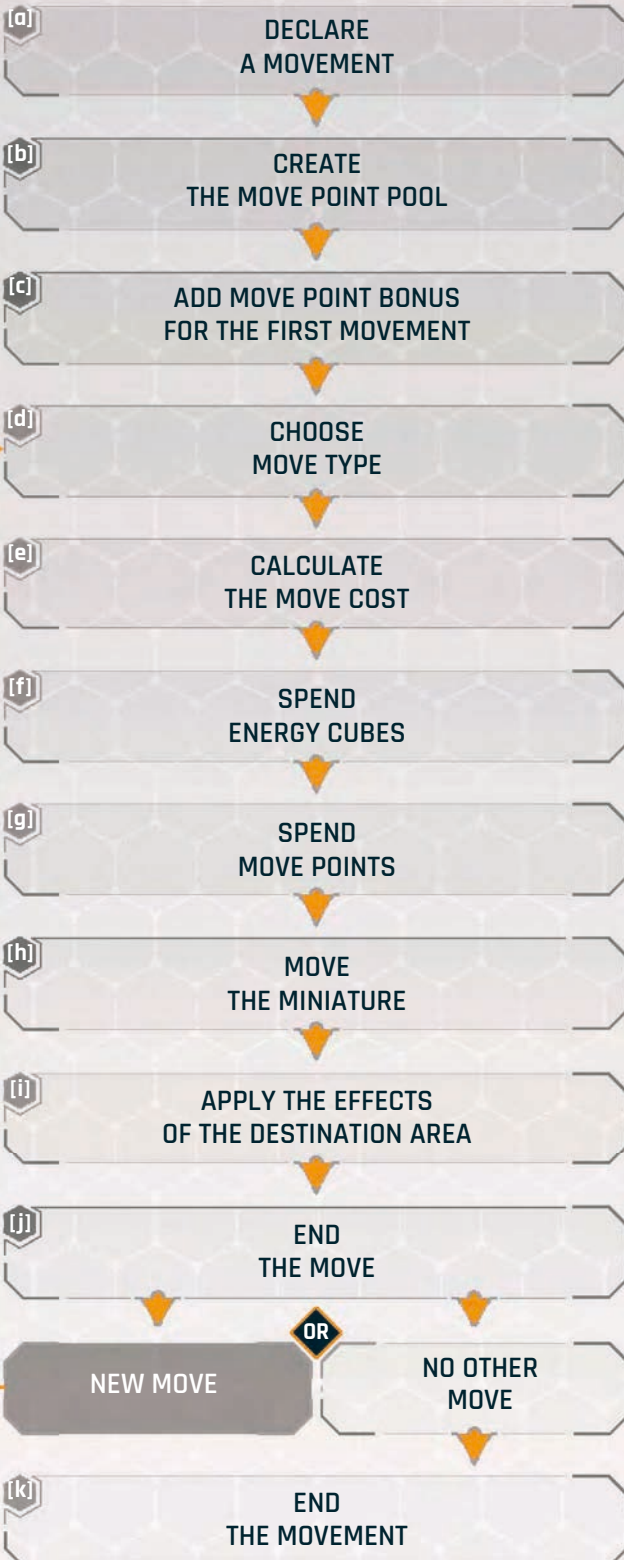 [a]
DECLARE
A MOVEMENT
[b]
CREATE
THE MOVE POINT POOL
[c]
ADD MOVE POINT BONUS
FOR THE FIRST MOVEMENT
[d]
CHOOSE
MOVE TYPE
[e]
CALCULATE
THE MOVE COST
[f]
SPEND
ENERGY CUBES
[g]
SPEND
MOVE POINTS
[h]
MOVE
THE MINIATURE
[i]
APPLY THE EFFECTS
OF THE DESTINATION AREA
[j]
END
THE MOVE
OR
NEW MOVE
NO OTHER
MOVE
[k]
END
THE MOVEMENT